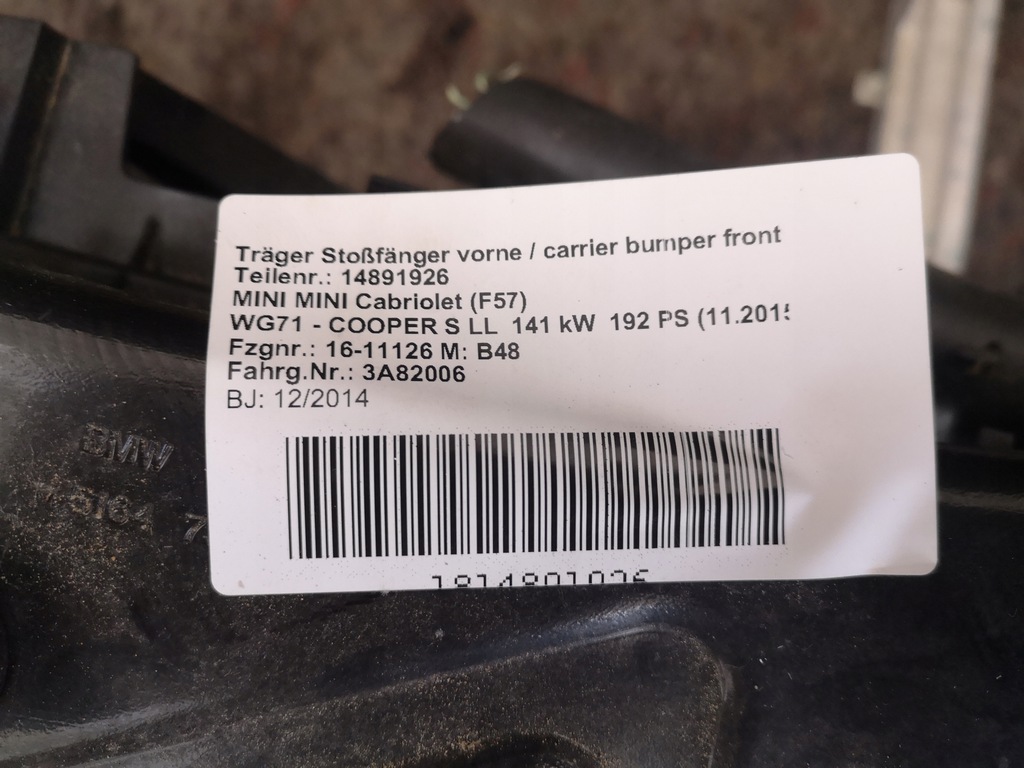 Träger Stoßfänger vorne / carrier bumper front
Teilenr.: 14891926
MINI MINI Cabriolet (F57)
WG71 - COOPER S LL 141 kW 192 PS (11.2015
Fzgnr.: 16-11126 M: B48
Fahrg.Nr.: 3A82006
BJ: 12/2014
BMW